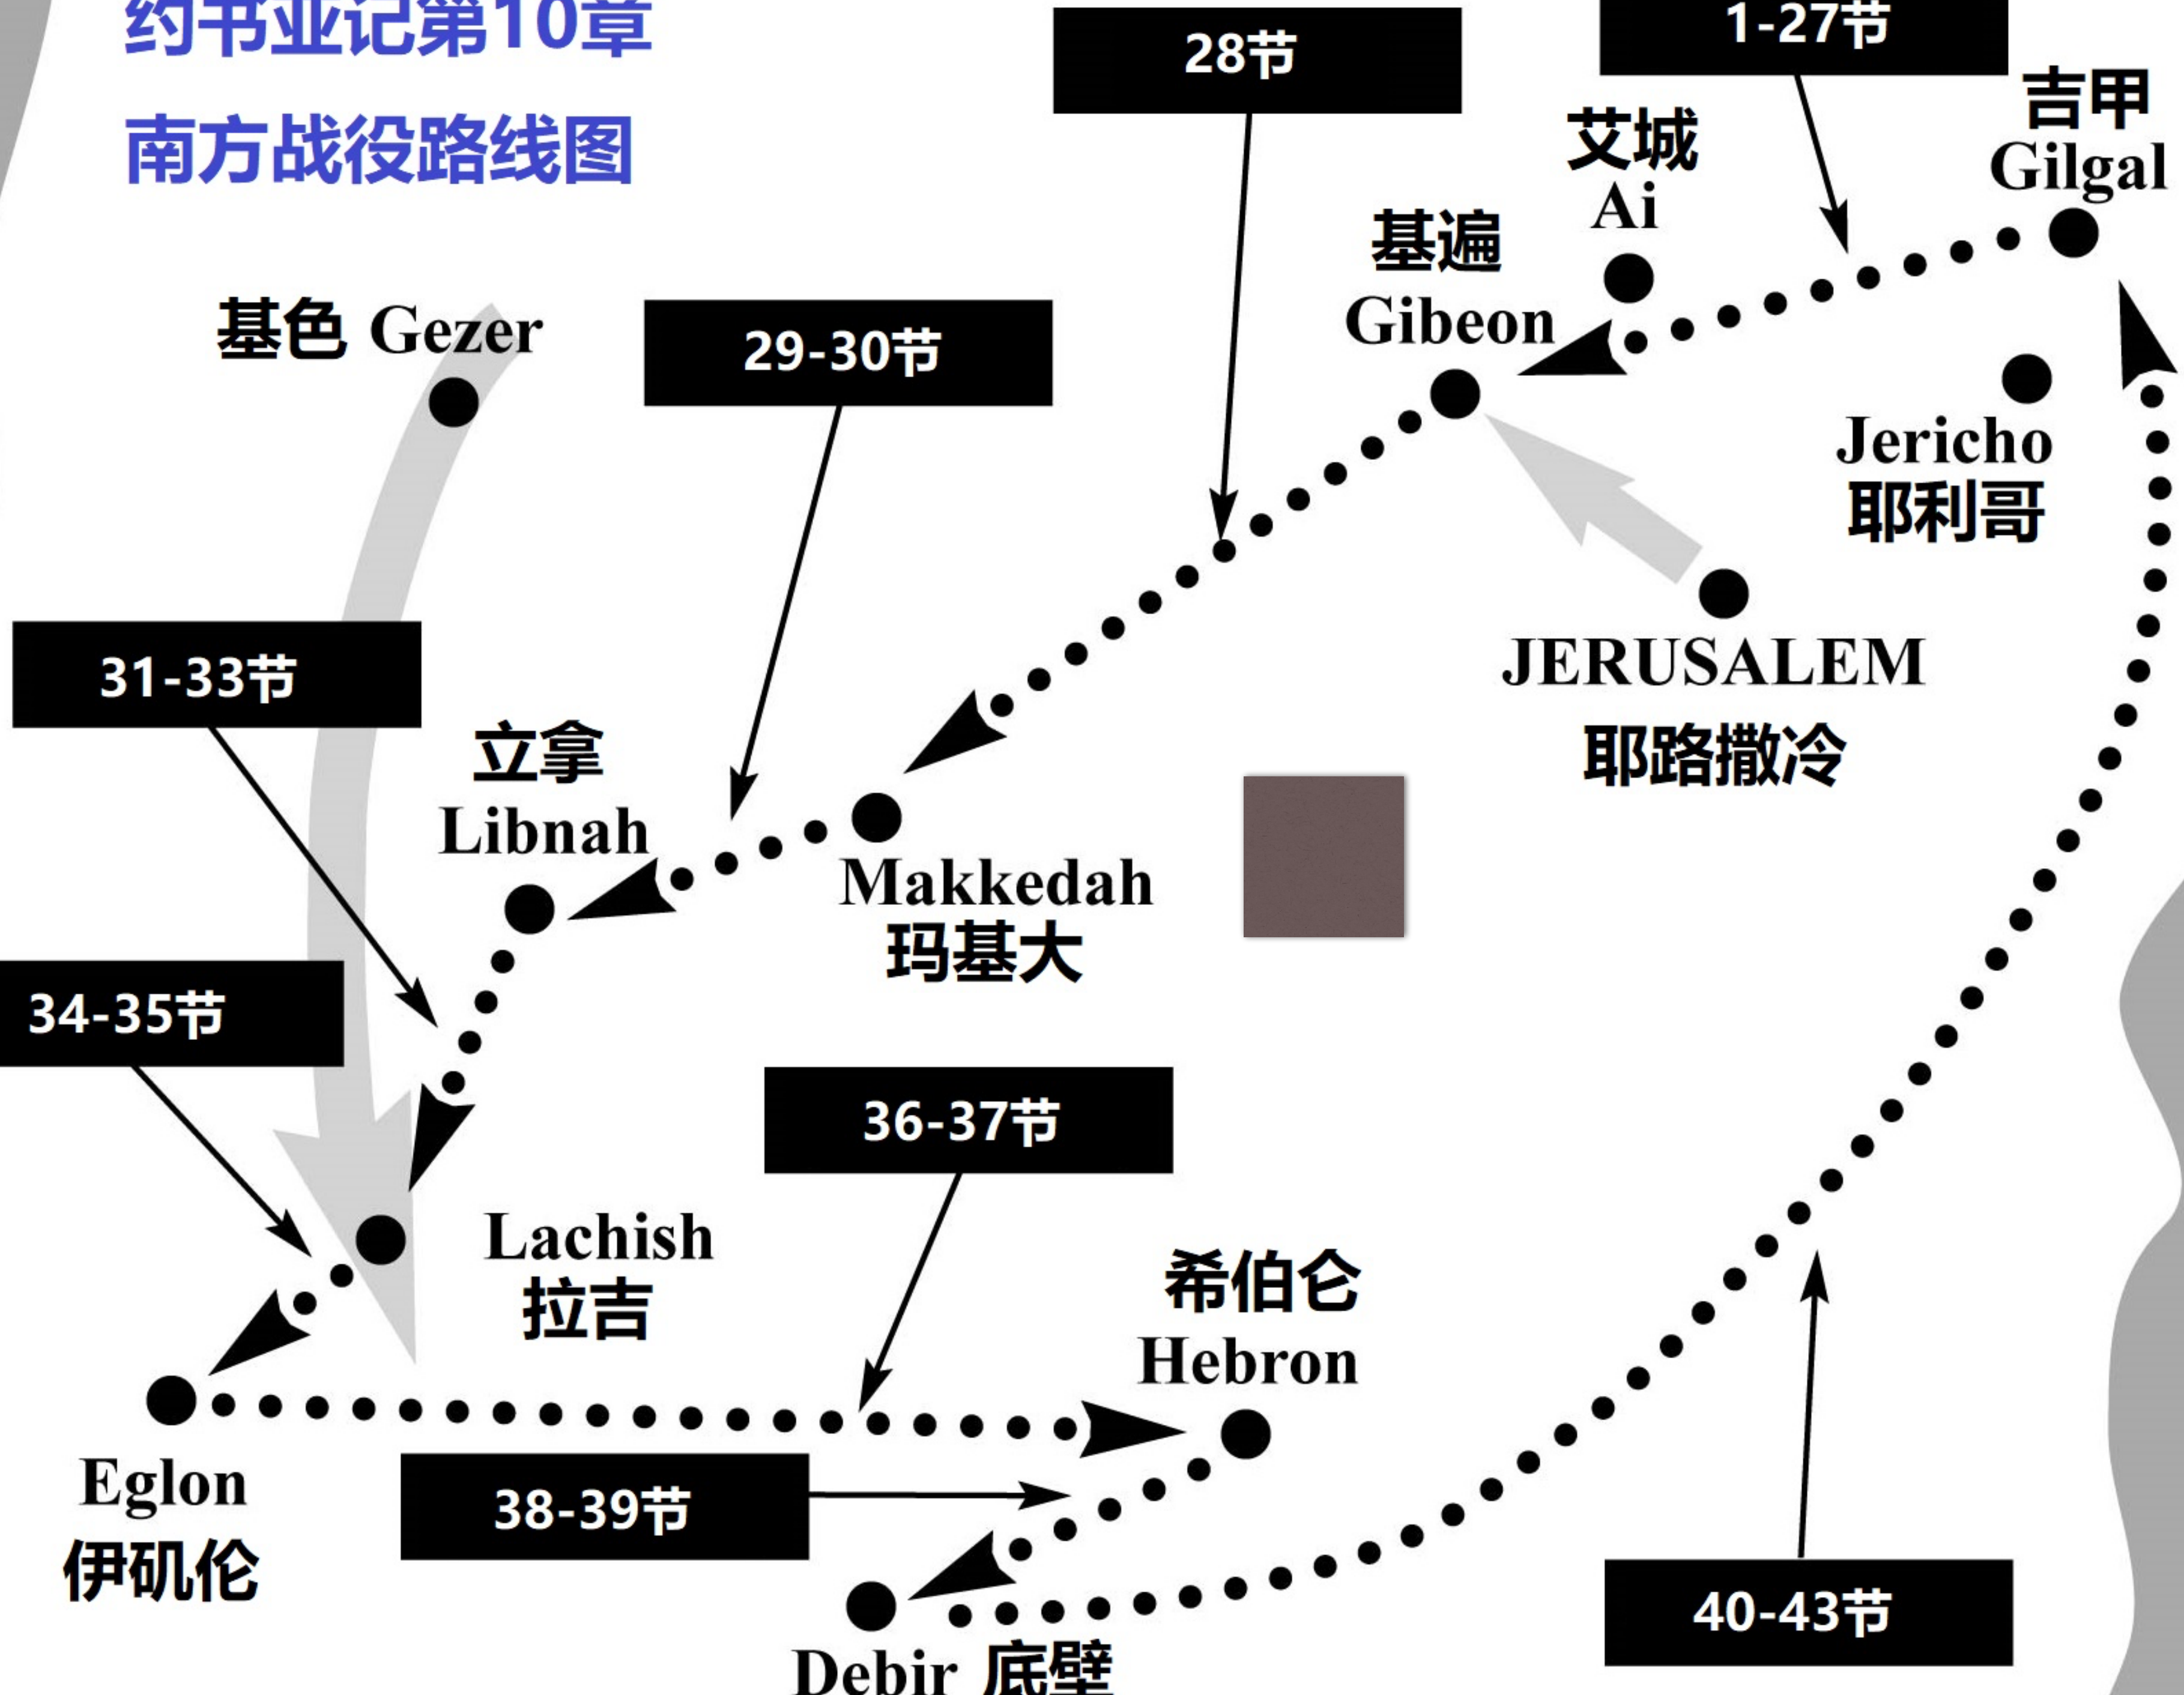 约书亚记第10章
南方战役路线图
28节
1-27节
吉甲
Gilgal
艾城
Ai
基遍
Gibeon
基色 Gezer
29-30节
Jericho
耶利哥
31-33节
JERUSALEM
耶路撒冷
立拿
Libnah
Makkedah
玛基大
34-35节
36-37节
Lachish
拉吉
希伯仑
Hebron
Eglon
伊矶伦
38-39节
40-43节
Debir 底壁